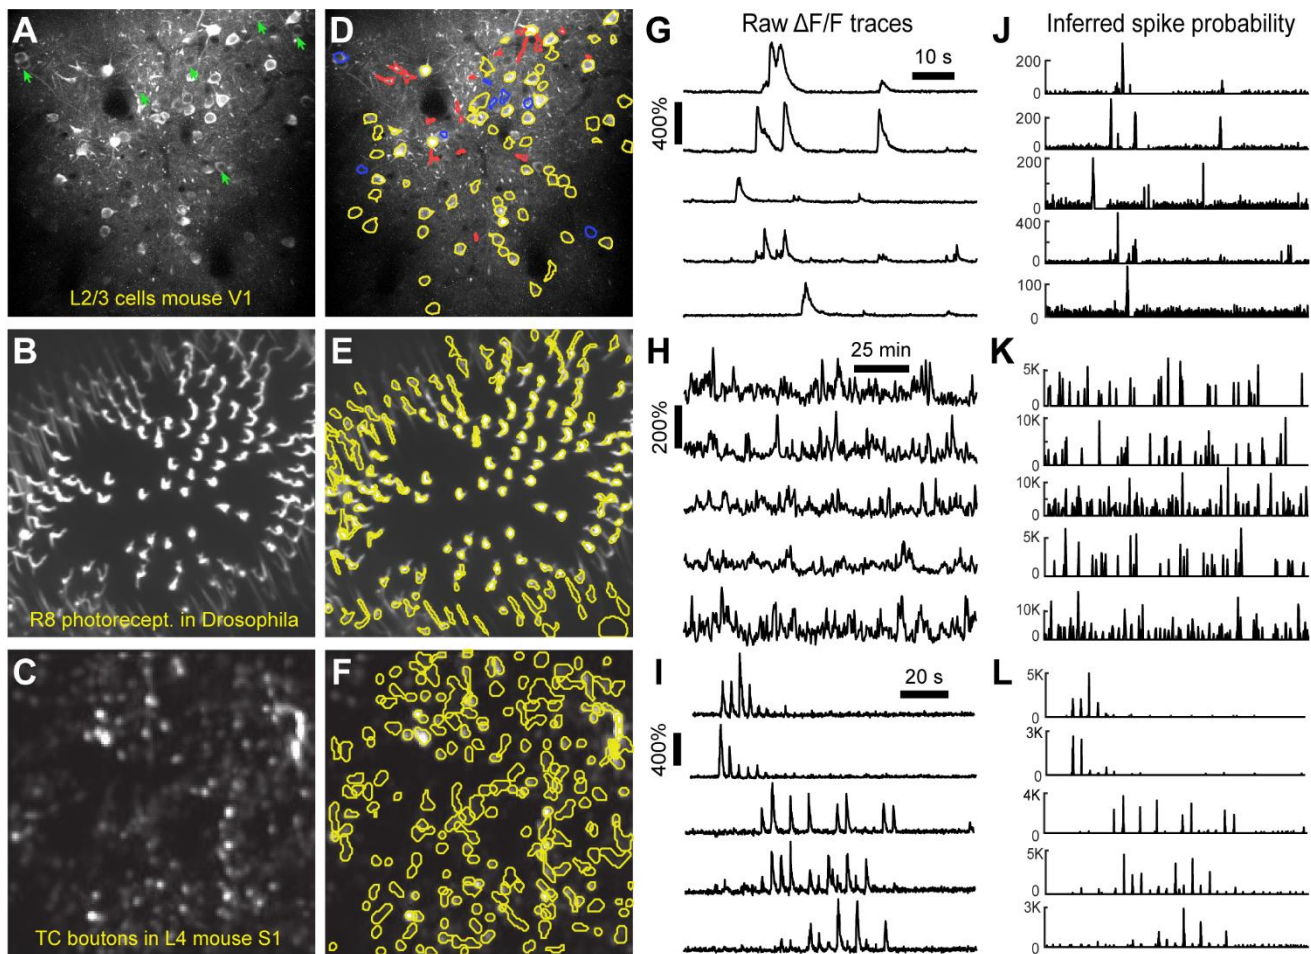 A
L2/3 cells mouse V1
D
G
Raw ΔF/F traces
10 s
400%
J
Inferred spike probability
200
0
200
0
200
0
400
0
100
0
B
R8 photorecept. in Drosophila
E
H
25 min
200%
K
5K
0
10K
0
10K
0
5K
0
10K
0
C
TC boutons in L4 mouse S1
F
I
20 s
400%
L
5K
0
3K
0
4K
0
5K
0
3K
0